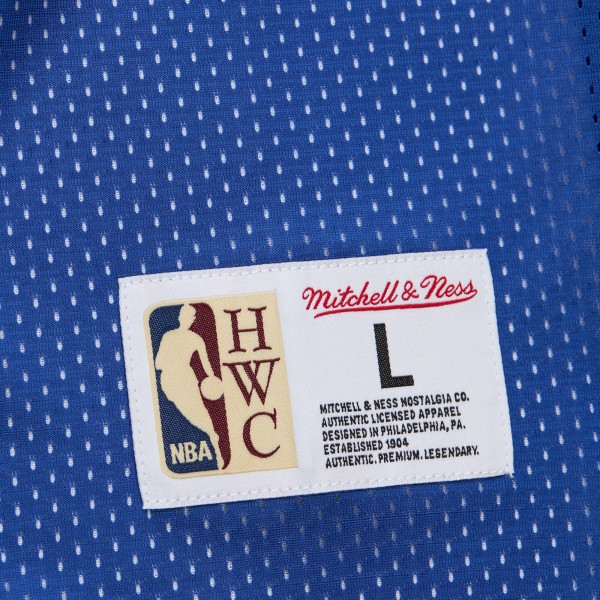 NBA
H
W
C
Mitchell & Ness
L
MITCHELL & NESS NOSTALGIA CO.
AUTHENTIC LICENSED APPAREL
DESIGNED IN PHILADELPHIA, PA.
ESTABLISHED 1904
AUTHENTIC. PREMIUM. LEGENDARY.